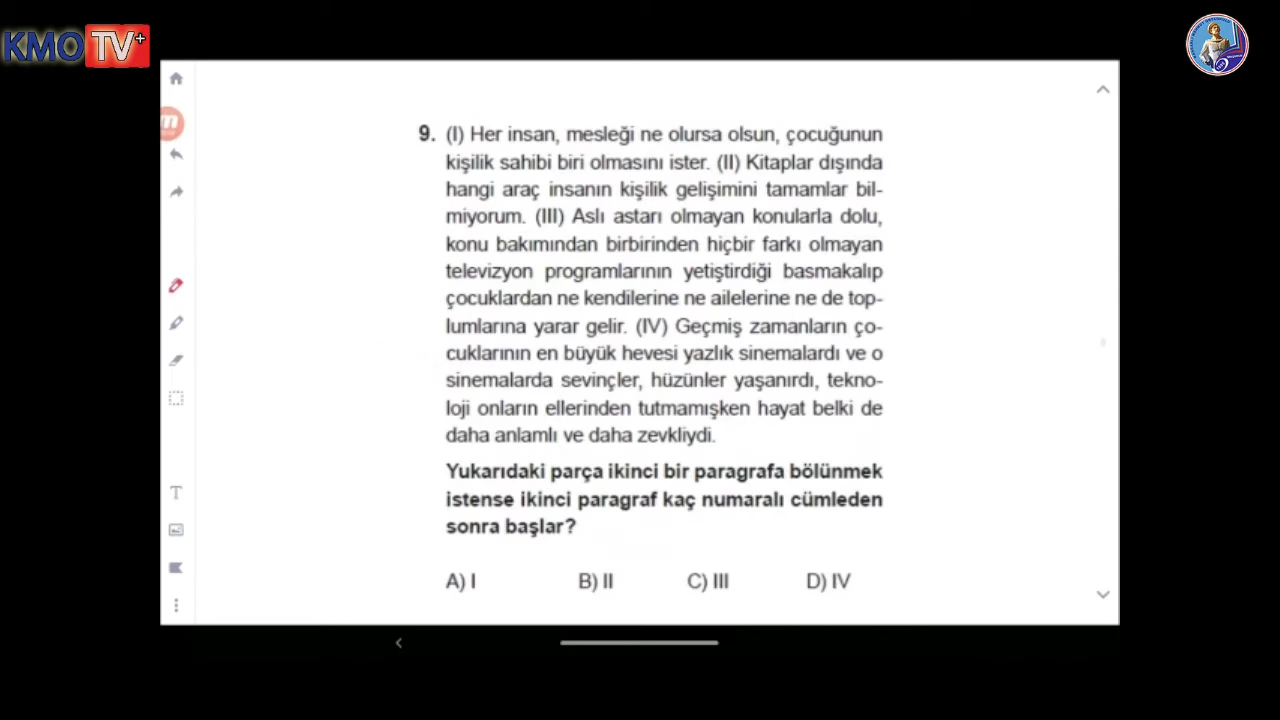 KMO TV+
9. (I) Her insan, mesleği ne olursa olsun, çocuğunun
kişilik sahibi biri olmasını ister. (II) Kitaplar dışında
hangi araç insanın kişilik gelişimini tamamlar bil-
miyorum. (III) Aslı astarı olmayan konularla dolu,
konu bakımından birbirinden hiçbir farkı olmayan
televizyon programlarının yetiştirdiği basmakalıp
çocuklardan ne kendilerine ne ailelerine ne de top-
lumlarına yarar gelir. (IV) Geçmiş zamanların ço-
cuklarının en büyük hevesi yazlık sinemalardı ve o
sinemalarda sevinçler, hüzünler yaşanırdı, tekno-
loji onların ellerinden tutmamışken hayat belki de
daha anlamlı ve daha zevkliydi.
Yukarıdaki parça ikinci bir paragrafa bölünmek
istense ikinci paragraf kaç numaralı cümleden
sonra başlar?
A) I B) II C) III D) IV